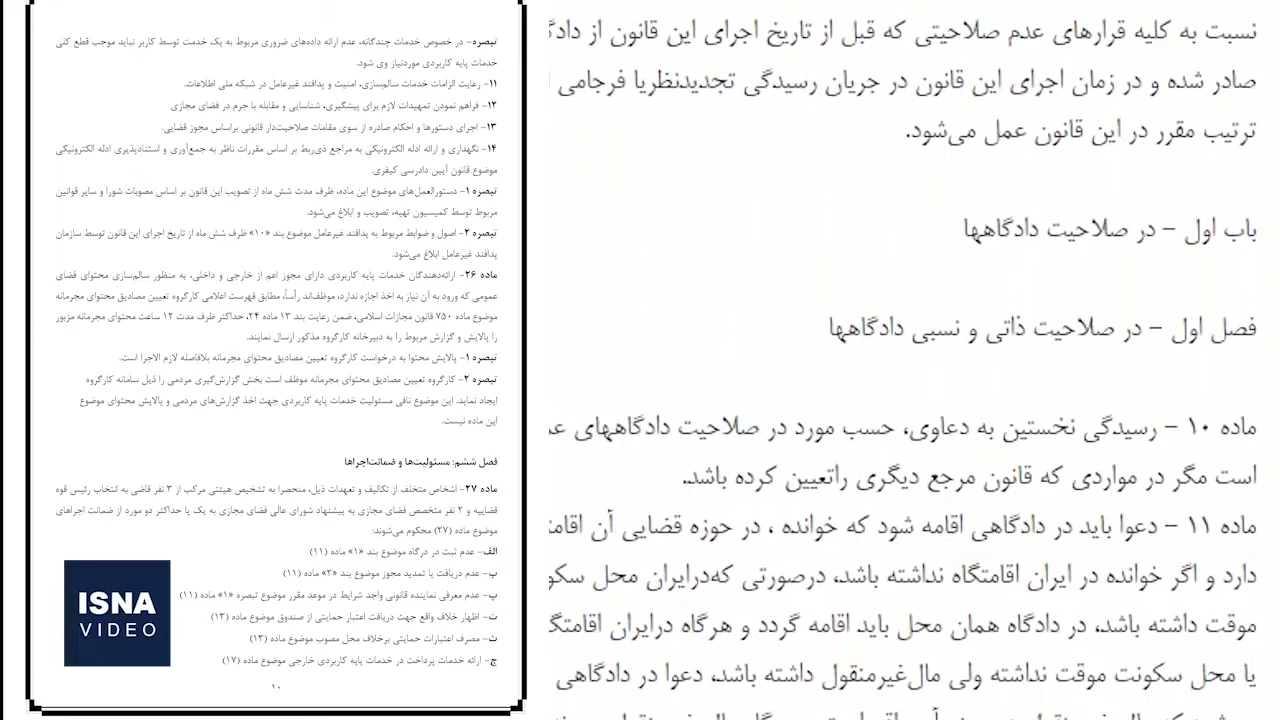 نسبت به کلیه قرارهای عدم صلاحیتی که قبل از تاریخ اجرای این قانون از
صادر شده و در زمان اجرای این قانون در جریان رسیدگی تجدیدنظریا فرجامی
ترتیب مقرر در این قانون عمل می‌شود.
باب اول – در صلاحیت دادگاهها
فصل اول – در صلاحیت ذاتی و نسبی دادگاهها
ماده ۱۰ – رسیدگی نخستین به دعاوی، حسب مورد در صلاحیت دادگاههای
است مگر در مواردی که قانون مرجع دیگری راتعیین کرده باشد.
ماده ۱۱ – دعوا باید در دادگاهی اقامه شود که خوانده ، در حوزه قضایی آن
دارد و اگر خوانده در ایران اقامتگاه نداشته باشد، درصورتی که‌درایران محل
موقت داشته باشد، در دادگاه همان محل باید اقامه گردد و هرگاه درایران
یا محل سکونت موقت نداشته ولی مال‌غیرمنقول داشته باشد، دعوا در دادگاهی
تبصره– در خصوص خدمات چندگانه، عدم ارائه داده‌های ضروری مربوط به یک خدمت توسط کاربر نباید موجب قطع کلی
خدمات پایه کاربردی موردنیاز وی شود.
۱۱– رعایت الزامات خدمات سالم‌سازی، امنیت و پدافند غیرعامل در شبکه ملی اطلاعات.
۱۲– فراهم نمودن تمهیدات لازم برای پیشگیری، شناسایی و مقابله با جرم در فضای مجازی
۱۳– اجرای دستورها و احکام صادره از سوی مقامات صلاحیت‌دار قانونی براساس مجوز قضایی.
۱۴– نگهداری و ارائه ادله الکترونیکی به مراجع ذی‌ربط بر اساس مقررات ناظر به جمع‌آوری و استنادپذیری ادله الکترونیکی
موضوع قانون آیین دادرسی کیفری.
تبصره ۱– دستورالعمل‌های موضوع این ماده، ظرف مدت شش ماه از تصویب این قانون بر اساس مصوبات شورا و سایر قوانین
مربوط توسط کمیسیون تهیه، تصویب و ابلاغ می‌شود.
تبصره ۲– اصول و ضوابط مربوط به پدافند غیرعامل موضوع بند «۱۰» ظرف شش ماه از تاریخ اجرای این قانون توسط سازمان
پدافند غیرعامل ابلاغ می‌شود.
ماده ۲۶– ارائه‌دهندگان خدمات پایه کاربردی دارای مجوز اعم از خارجی و داخلی، به منظور سالم‌سازی محتوای فضای
عمومی که ورود به آن نیاز به اخذ اجازه ندارد، موظف‌اند رأساً، مطابق فهرست اعلامی کارگروه تعیین مصادیق محتوای مجرمانه
موضوع ماده ۷۵۰ قانون مجازات اسلامی، ضمن رعایت بند ۱۳ ماده ۲۴، حداکثر ظرف مدت ۱۲ ساعت محتوای مجرمانه مزبور
را پالایش و گزارش مربوط را به دبیرخانه کارگروه مذکور ارسال نمایند.
تبصره ۱– پالایش محتوا به درخواست کارگروه تعیین مصادیق محتوای مجرمانه بلافاصله لازم الاجرا است.
تبصره ۲– کارگروه تعیین مصادیق محتوای مجرمانه موظف است بخش گزارش‌گیری مردمی را ذیل سامانه کارگروه
ایجاد نماید. این موضوع نافی مسئولیت خدمات پایه کاربردی جهت اخذ گزارش‌های مردمی و پالایش محتوای موضوع
این ماده نیست.
فصل ششم: مسئولیت‌ها و ضمانت‌اجراها
ماده ۲۷– اشخاص متخلف از تکالیف و تعهدات ذیل، منحصرا به تشخیص هیئتی مرکب از ۳ نفر قاضی به انتخاب رئیس قوه
قضاییه و ۲ نفر متخصص فضای مجازی به پیشنهاد شورای عالی فضای مجازی به یک یا حداکثر دو مورد از ضمانت اجراهای
موضوع ماده (۲۷) محکوم می‌شوند:
الف– عدم ثبت در درگاه موضوع بند «۱» ماده (۱۱)
ب– عدم دریافت یا تمدید مجوز موضوع بند «۲» ماده (۱۱)
پ– عدم معرفی نماینده قانونی واجد شرایط در موعد مقرر موضوع تبصره «۱» ماده (۱۱)
ت– اظهار خلاف واقع جهت دریافت اعتبار حمایتی از صندوق موضوع ماده (۱۳)
ث– مصرف اعتبارات حمایتی برخلاف محل مصوب موضوع ماده (۱۳)
ج– ارائه خدمات پرداخت در خدمات پایه کاربردی خارجی موضوع ماده (۱۷)
۱۰
ISNA
VIDEO